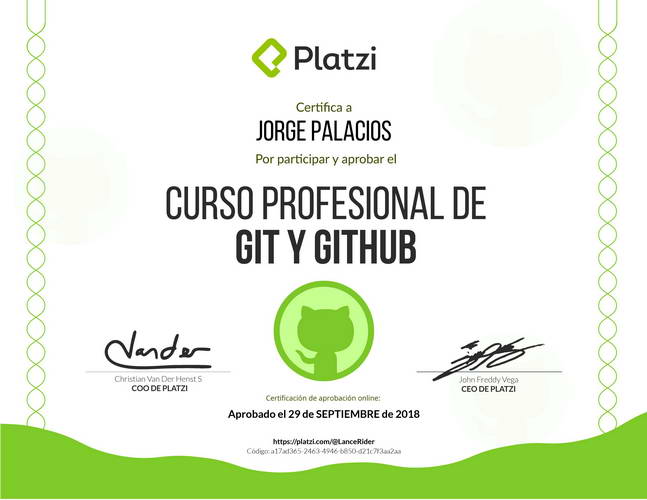 Platzi
Certifica a
JORGE PALACIOS
Por participar y aprobar el
CURSO PROFESIONAL DE
GIT Y GITHUB
Vander
Christian Van Der Henst S
COO DE PLATZI
John Freddy Vega
CEO DE PLATZI
Certificación de aprobación online:
Aprobado el 29 de SEPTIEMBRE de 2018
https://platzi.com/@LanceRider
Código: a17ad365-2463-4946-b850-d21c7f3aa2aa